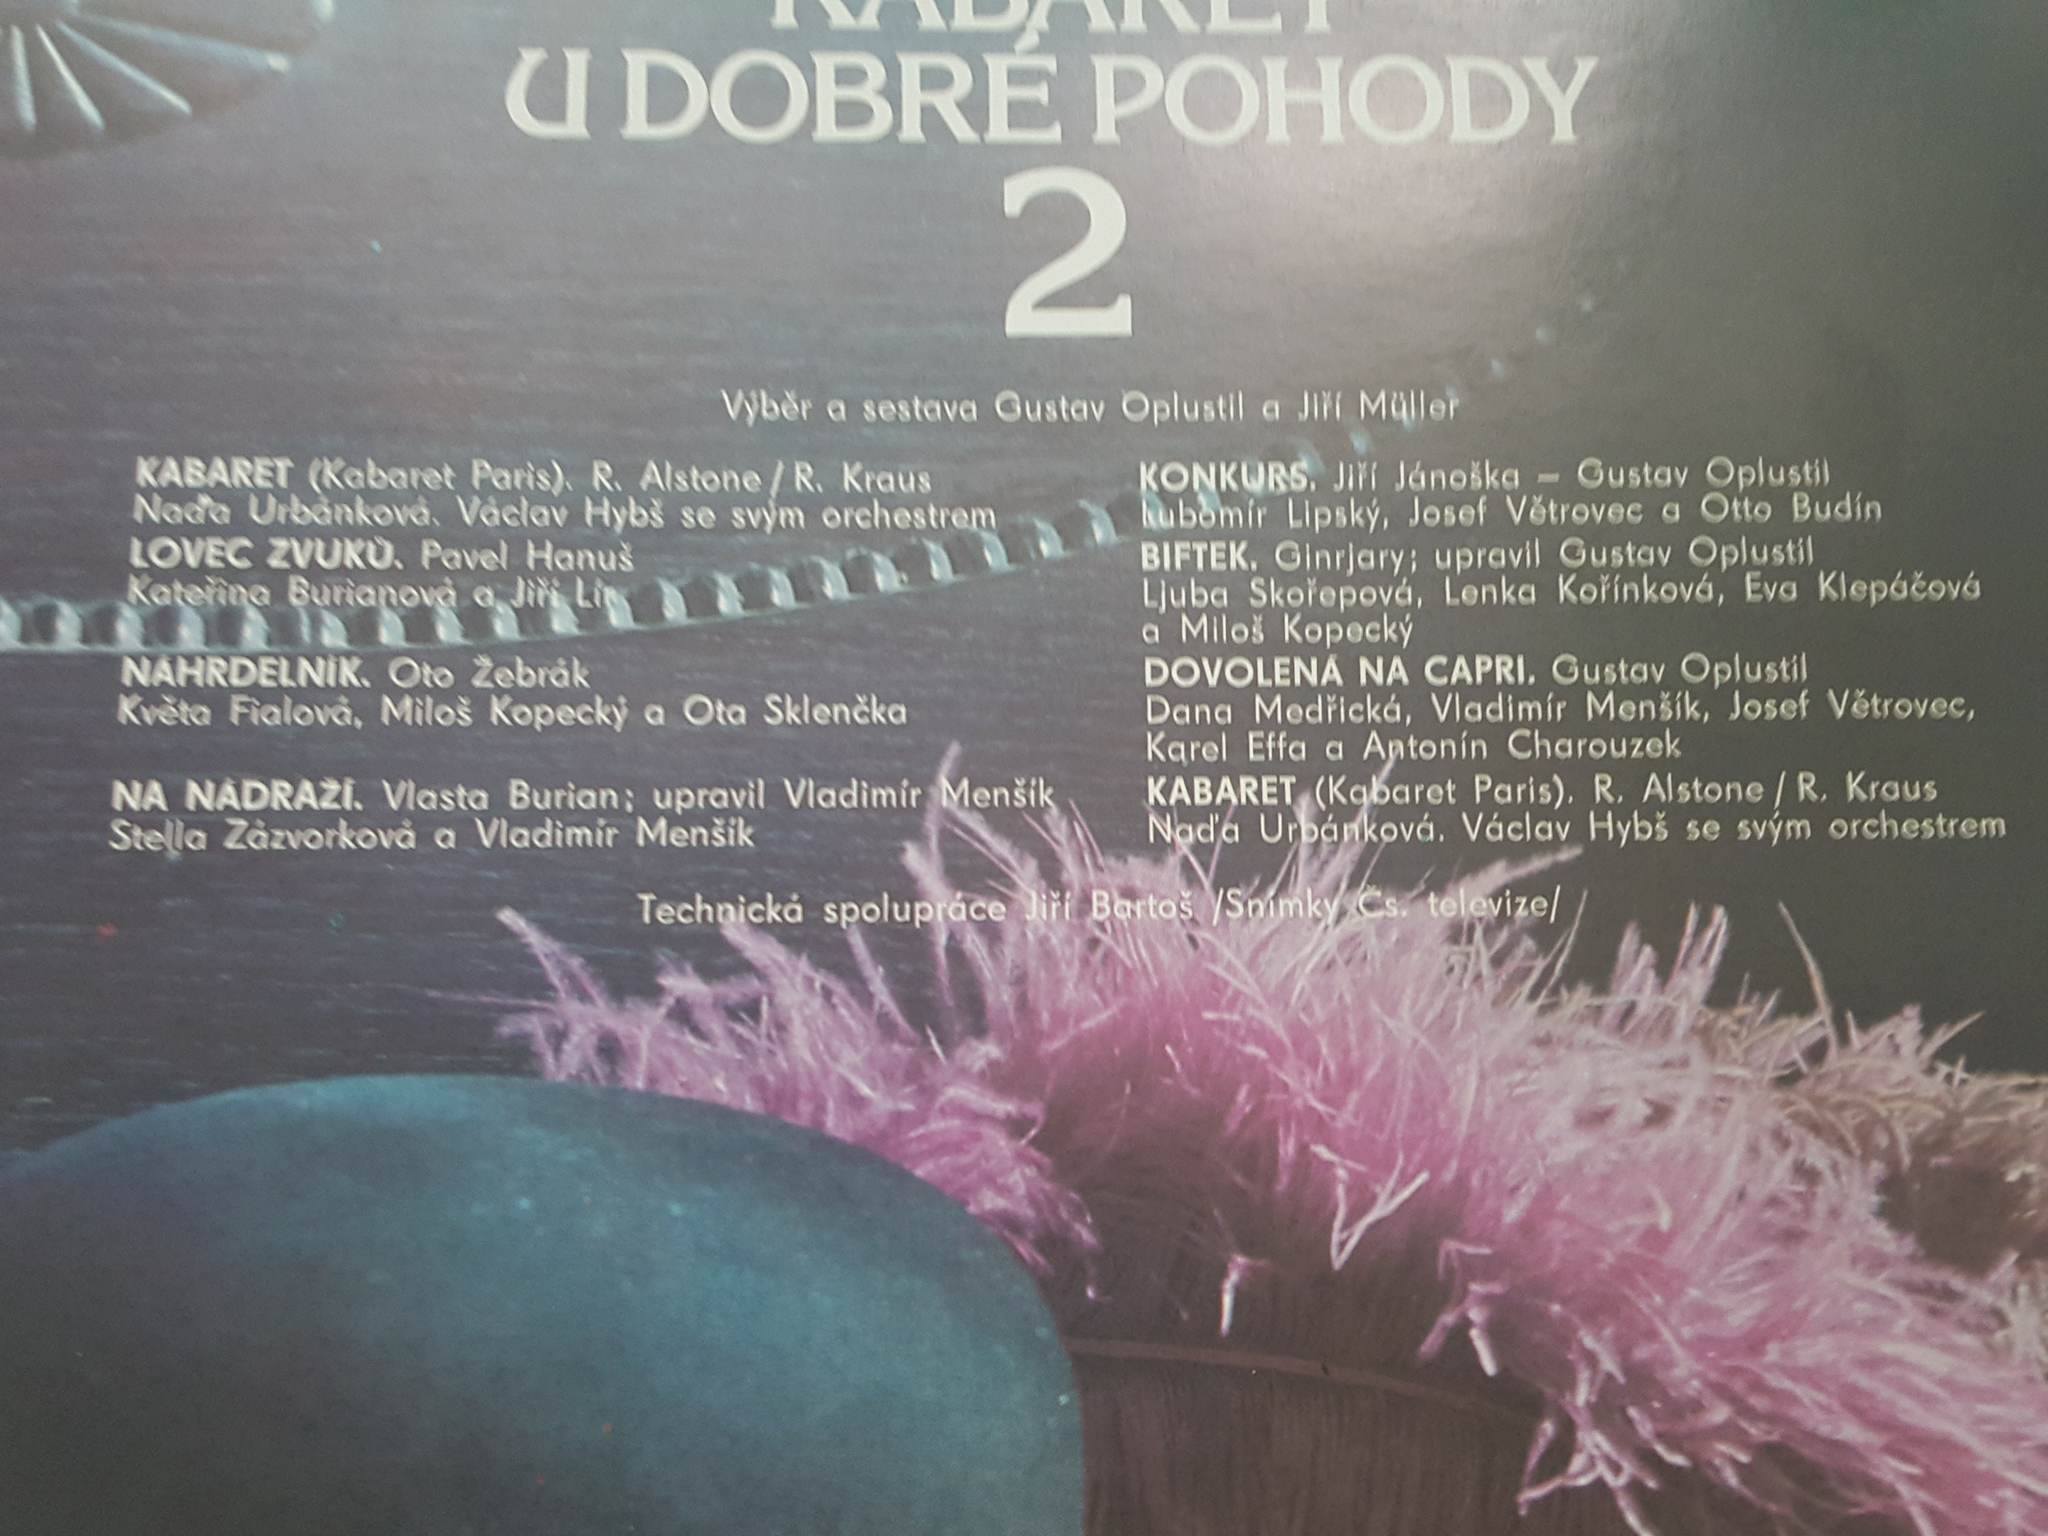 KABARET
U DOBRÉ POHODY
2
Výběr a sestava Gustav Oplustil a Jiří Müller
KABARET (Kabaret Paris). R. Alstone / R. Kraus
Naďa Urbánková. Václav Hybš se svým orchestrem
LOVEC ZVUKŮ. Pavel Hanuš
Kateřina Burianová a Jiří Lír
NÁHRDELNÍK. Oto Žebrák
Květa Fialová, Miloš Kopecký a Ota Sklenčka
NA NÁDRAŽÍ. Vlasta Burian; upravil Vladimír Menšík
Stella Zázvorková a Vladimír Menšík
KONKURS. Jiří Jánoška – Gustav Oplustil
Lubomír Lipský, Josef Větrovec a Otto Budín
BIFTEK. Ginrjary; upravil Gustav Oplustil
Ljuba Skořepová, Lenka Kořínková, Eva Klepáčová
a Miloš Kopecký
DOVOLENÁ NA CAPRI. Gustav Oplustil
Dana Medřická, Vladimír Menšík, Josef Větrovec,
Karel Effa a Antonín Charouzek
KABARET (Kabaret Paris). R. Alstone / R. Kraus
Naďa Urbánková. Václav Hybš se svým orchestrem
Technická spolupráce Jiří Bartoš /Snímky Čs. televize/